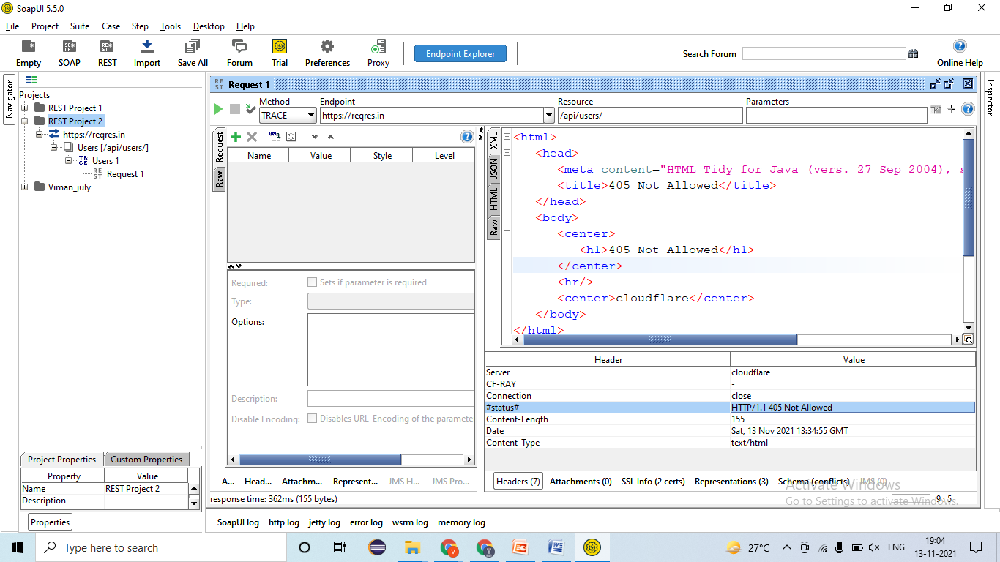 SoapUI 5.5.0
File Project Suite Case Step Tools Desktop Help
Empty SOAP REST Import Save All Forum Trial Preferences Proxy Endpoint Explorer Search Forum Online Help
Navigator
Projects
REST Project 1
REST Project 2
https://reqres.in
Users [/api/users/]
Users 1
Request 1
Viman_july
Project Properties Custom Properties
Property Value
Name REST Project 2
Description
Properties
Request 1
Method Endpoint Resource Parameters
TRACE https://reqres.in /api/users/
Request
Raw
Name Value Style Level
Required: Sets if parameter is required
Type:
Options:
Description:
Disable Encoding: Disables URL-Encoding of the paramete
A... Head... Attachm... Represent... JMS H... JMS Pro...
response time: 362ms (155 bytes)
XML
JSON
HTML
Raw
<html>
<head>
<meta content="HTML Tidy for Java (vers. 27 Sep 2004), s
<title>405 Not Allowed</title>
</head>
<body>
<center>
<h1>405 Not Allowed</h1>
</center>
<hr/>
<center>cloudflare</center>
</body>
</html>
Header Value
Server cloudflare
CF-RAY -
Connection close
#status# HTTP/1.1 405 Not Allowed
Content-Length 155
Date Sat, 13 Nov 2021 13:34:55 GMT
Content-Type text/html
Headers (7) Attachments (0) SSL Info (2 certs) Representations (3) Schema (conflicts) JMS (0)
Activate Windows
Go to Settings to activate Windows.
9 : 5
Inspector
SoapUI log http log jetty log error log wsrm log memory log
Type here to search
27°C ENG 19:04
13-11-2021